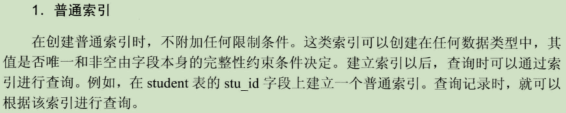 1．普通索引
在创建普通索引时，不附加任何限制条件。这类索引可以创建在任何数据类型中，其
值是否唯一和非空由字段本身的完整性约束条件决定。建立索引以后，查询时可以通过索
引进行查询。例如，在 student 表的 stu_id 字段上建立一个普通索引。查询记录时，就可以
根据该索引进行查询。